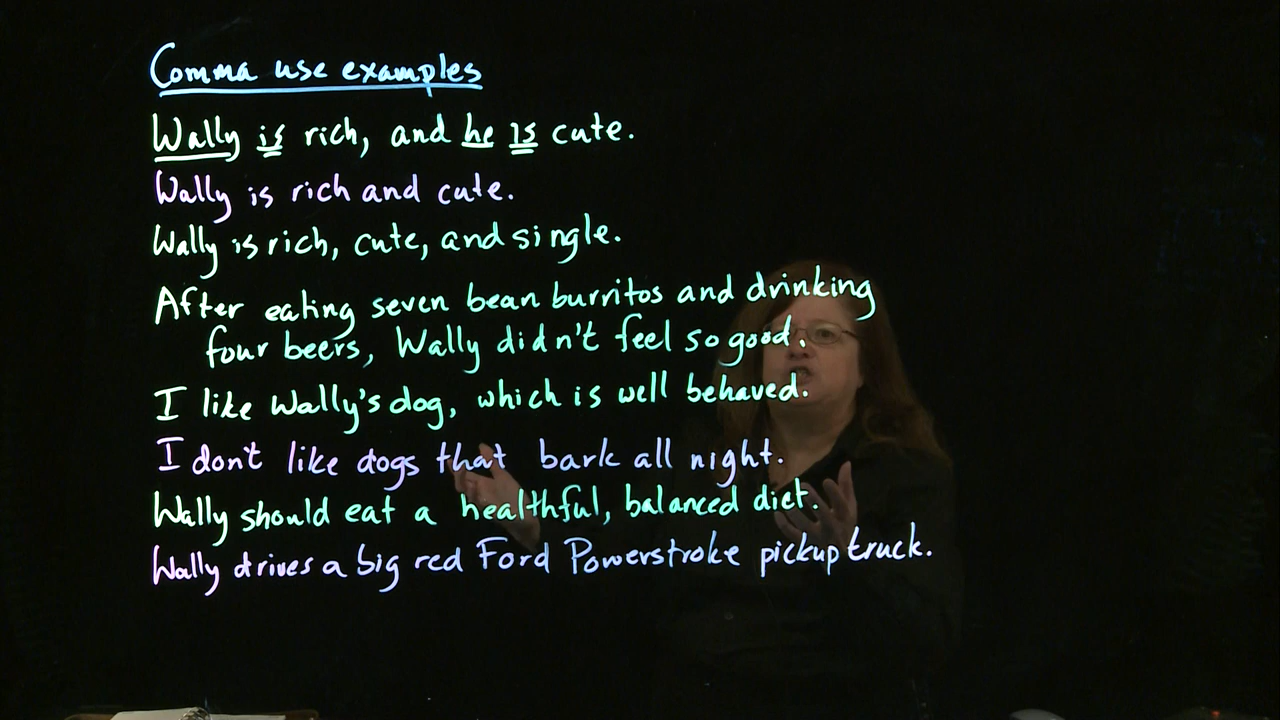 Comma use examples
Wally is rich, and he is cute.
Wally is rich and cute.
Wally is rich, cute, and single.
After eating seven bean burritos and drinking
four beers, Wally didn't feel so good.
I like Wally's dog, which is well behaved.
I don't like dogs that bark all night.
Wally should eat a healthful, balanced diet.
Wally drives a big red Ford Powerstroke pickup truck.